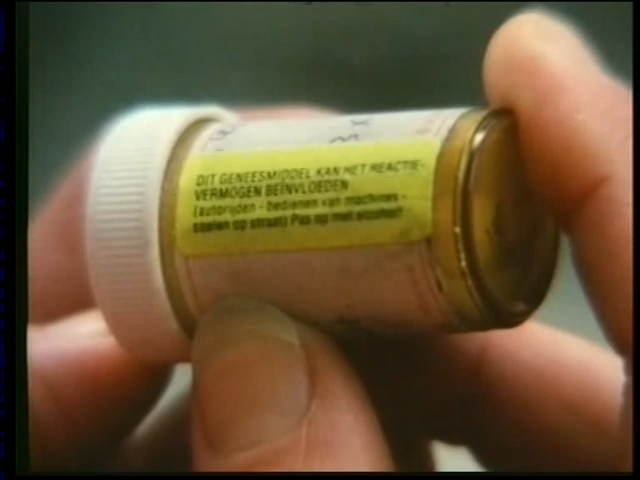 DIT GENEESMIDDEL KAN HET REACTIE-
VERMOGEN BEÏNVLOEDEN
(autorijden - bedienen van machines -
spelen op straat) Pas op met alcohol!